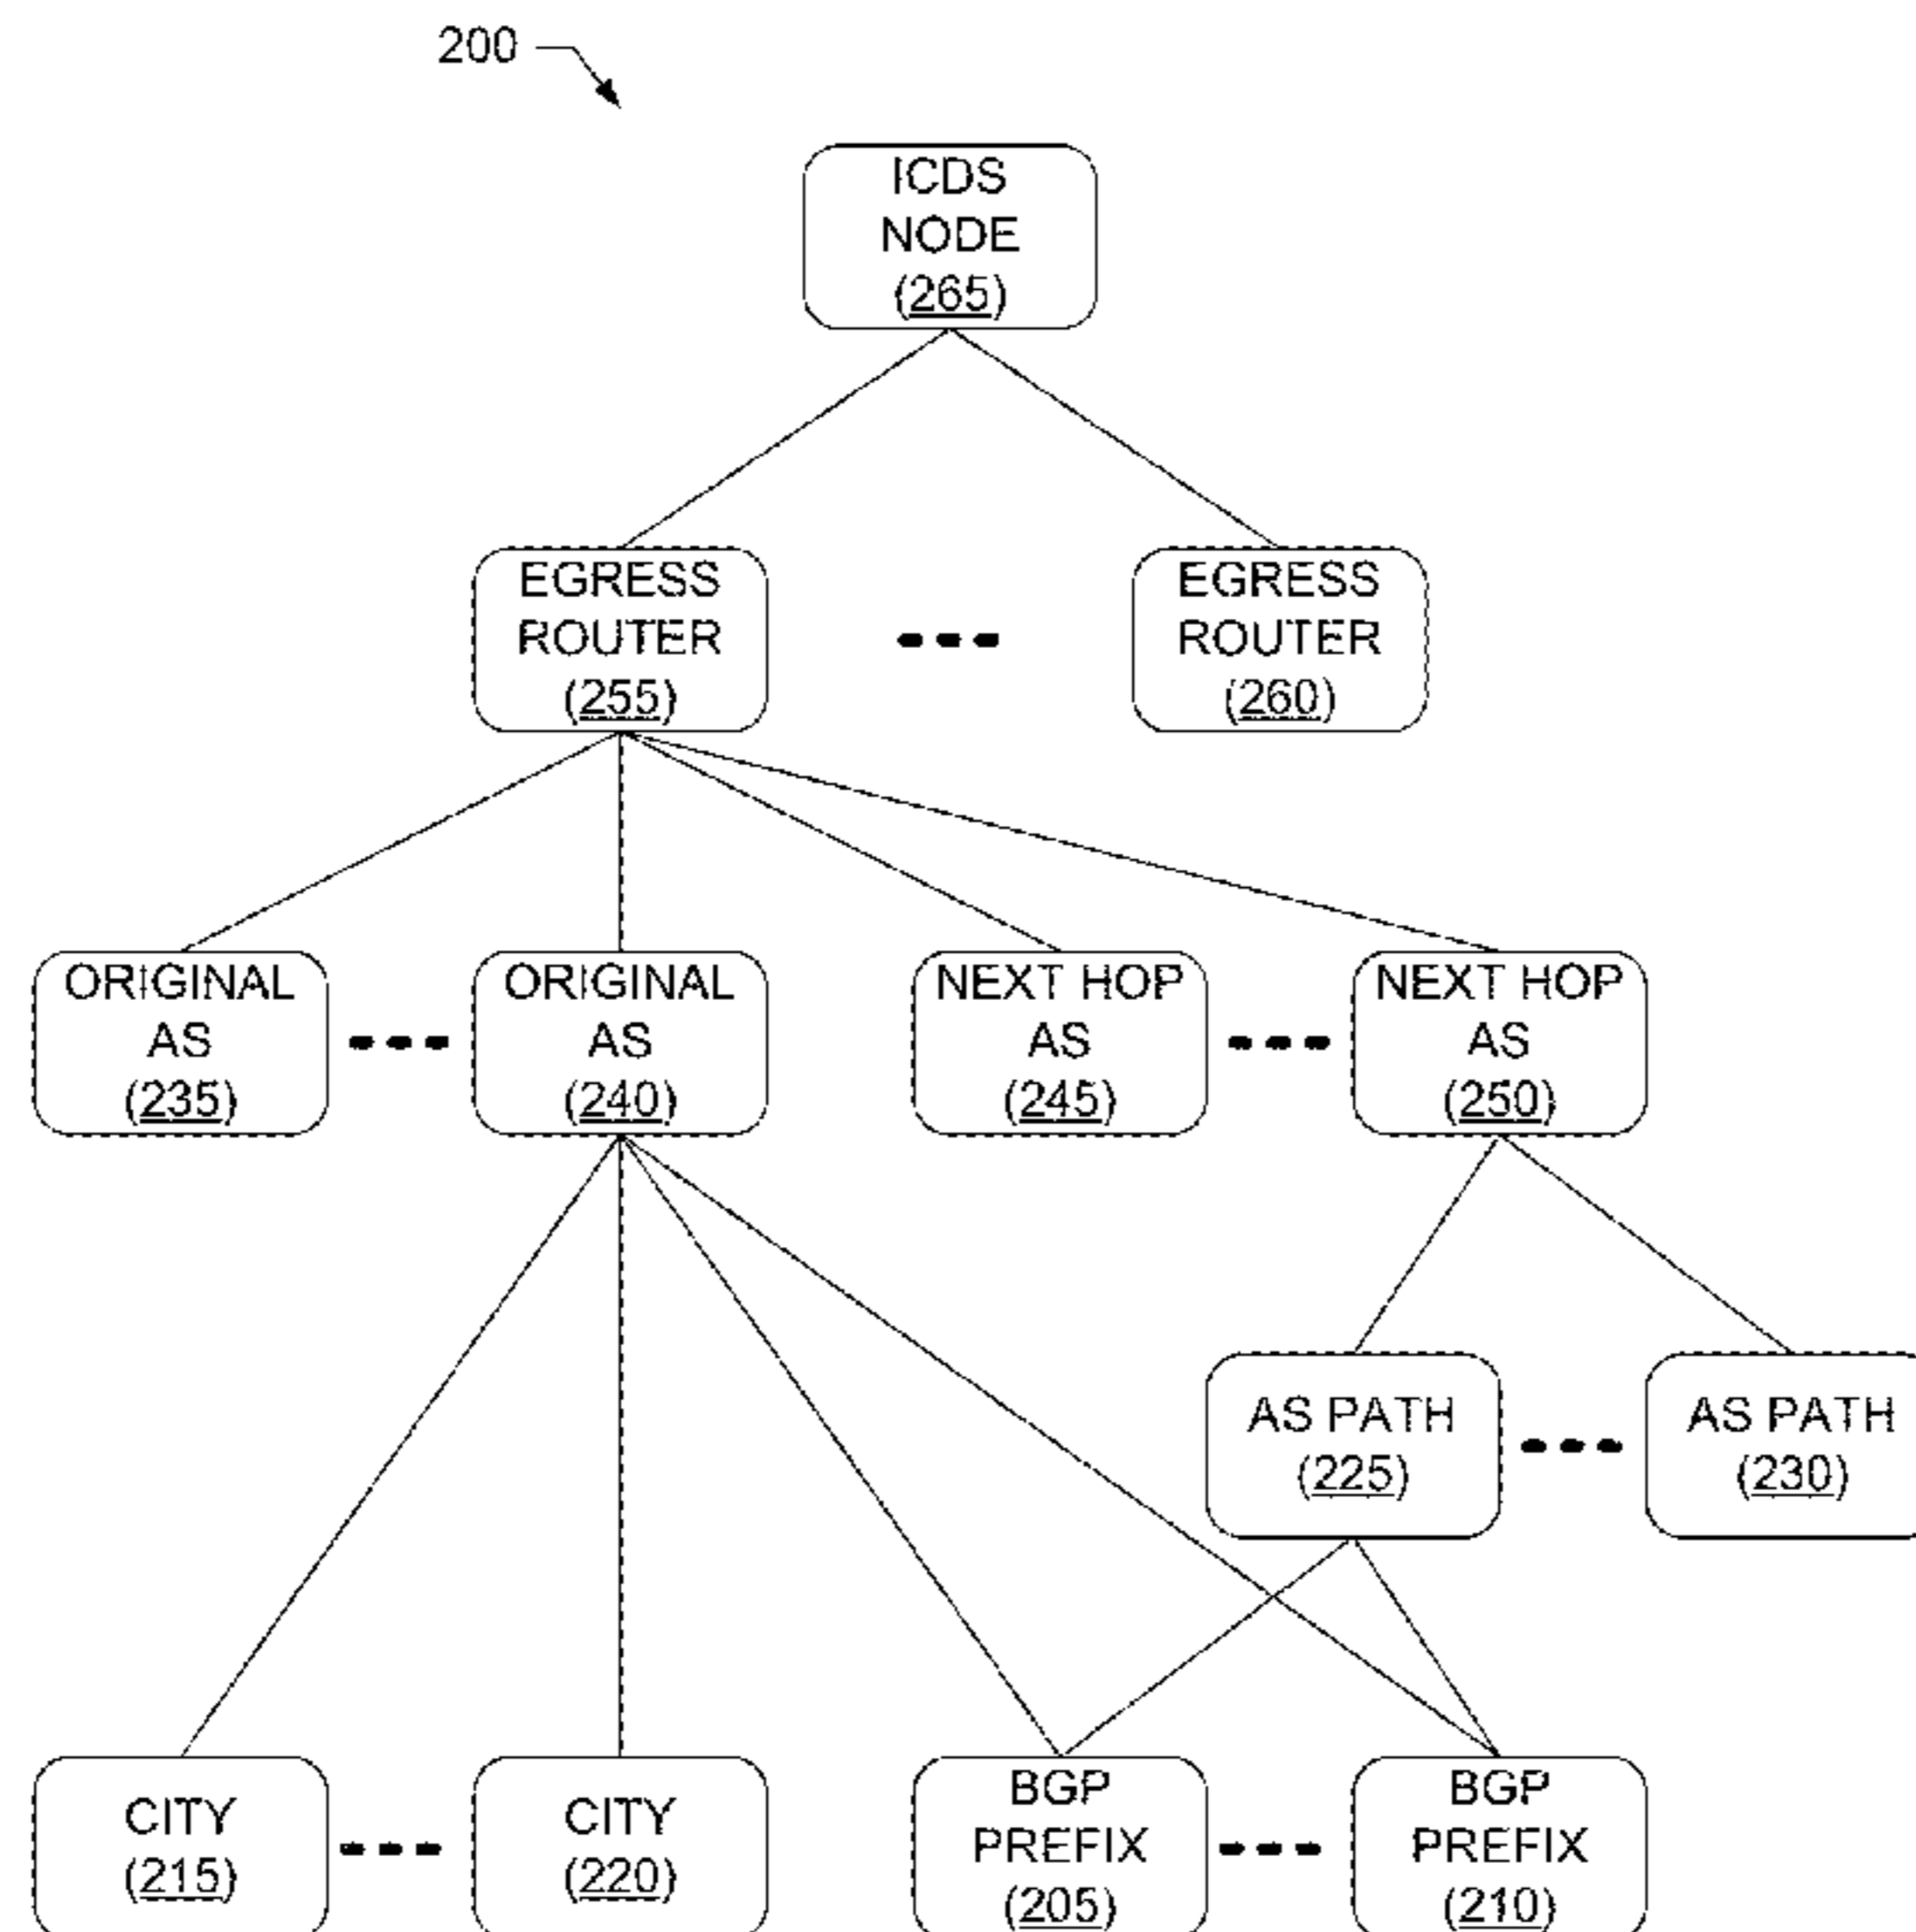 200
ICDS
NODE
(265)
EGRESS
ROUTER
(255)
EGRESS
ROUTER
(260)
ORIGINAL
AS
(235)
ORIGINAL
AS
(240)
NEXT HOP
AS
(245)
NEXT HOP
AS
(250)
AS PATH
(225)
AS PATH
(230)
CITY
(215)
CITY
(220)
BGP
PREFIX
(205)
BGP
PREFIX
(210)